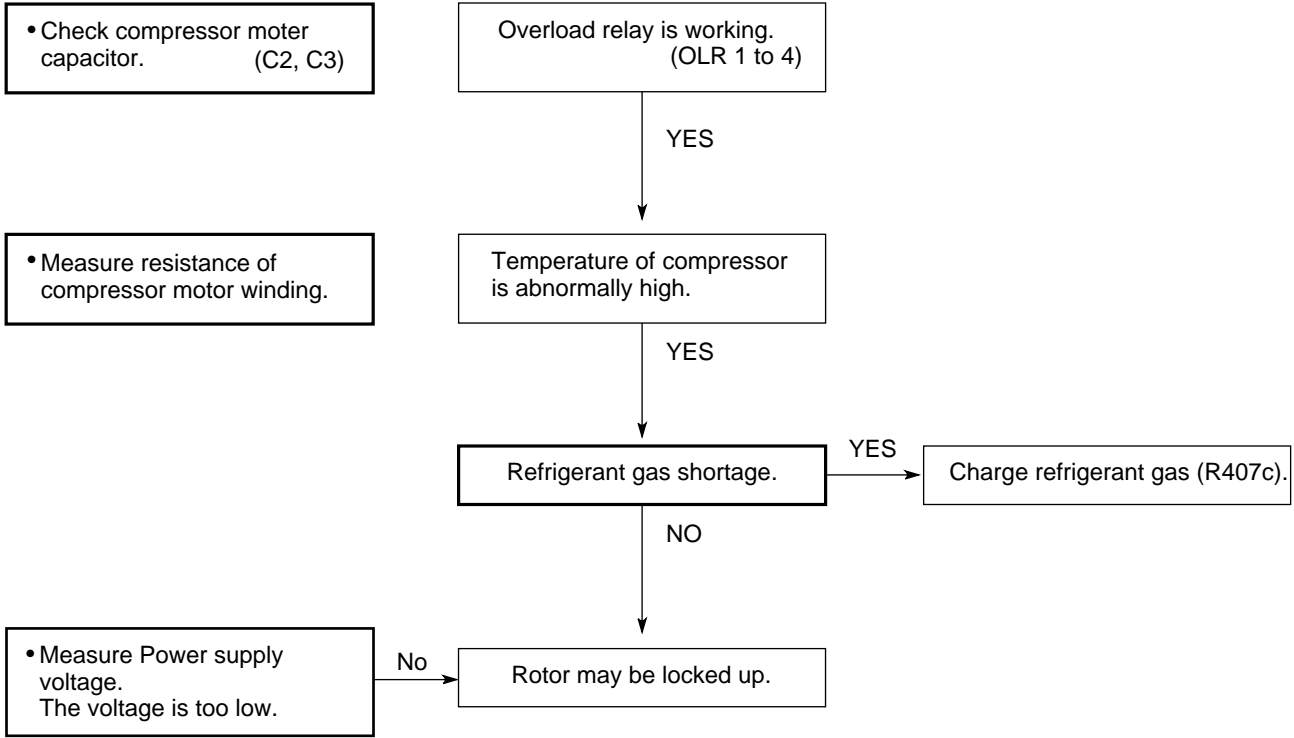 • Check compressor moter
capacitor. (C2, C3)
Overload relay is working.
(OLR 1 to 4)
YES
• Measure resistance of
compressor motor winding.
Temperature of compressor
is abnormally high.
YES
Refrigerant gas shortage.
YES
Charge refrigerant gas (R407c).
NO
• Measure Power supply
voltage.
The voltage is too low.
No
Rotor may be locked up.